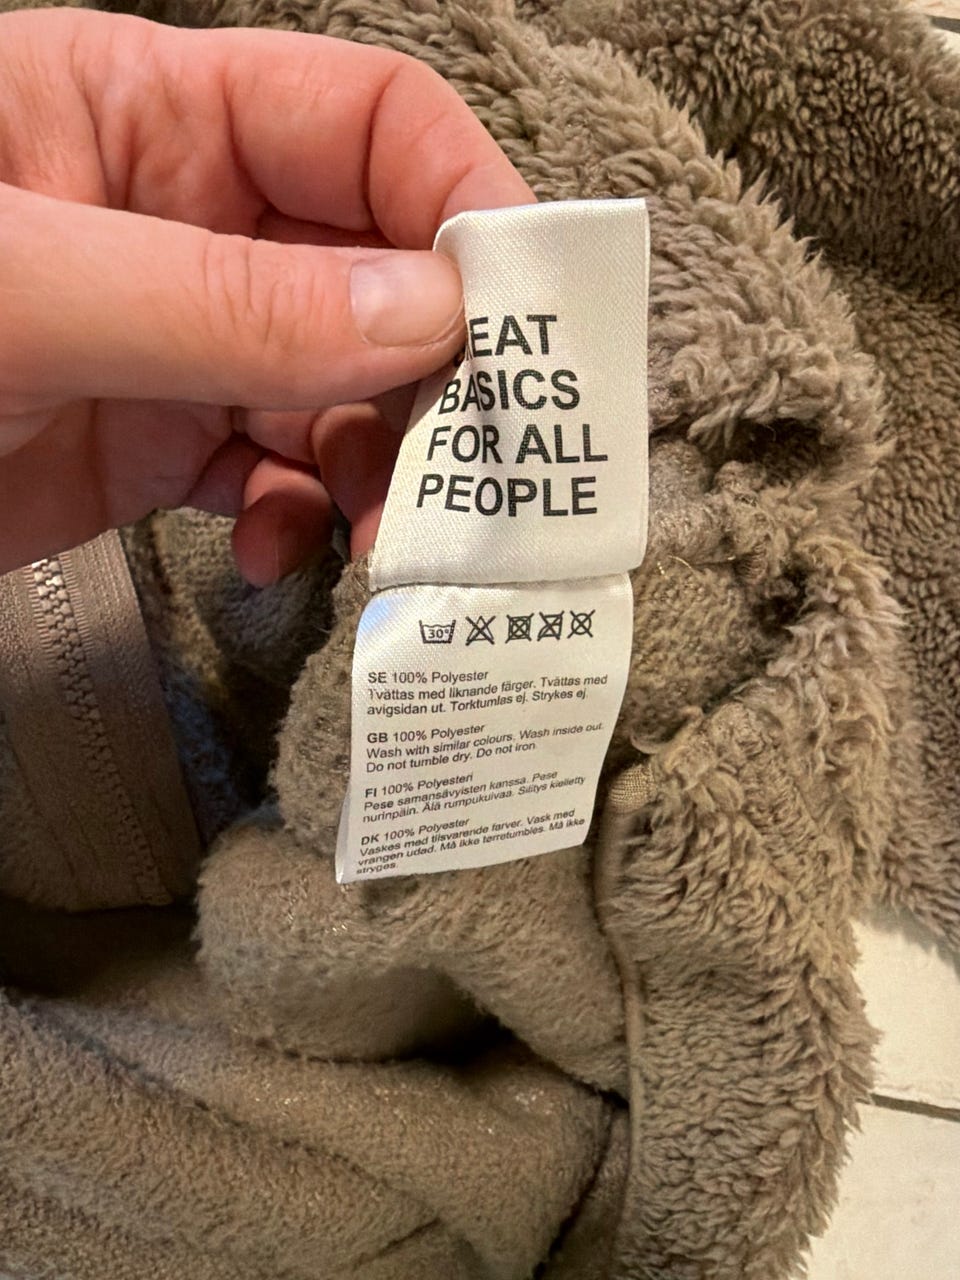 BASICS
FOR ALL
PEOPLE
30°
SE 100% Polyester
Tvättas med liknande färger. Tvättas med
avigsidan ut. Torktumlas ej. Strykes ej.
GB 100% Polyester
Wash with similar colours. Wash inside out.
Do not tumble dry. Do not iron
FI 100% Polyesteri
Pese samansävyisten kanssa. Pese
nurinpäin. Älä rumpukuivaa. Silitys kielletty
DK 100% Polyester
Vaskes med tilsvarende farver. Vask med
vrangen udad. Må ikke tørretumbles. Må ikke
stryges.